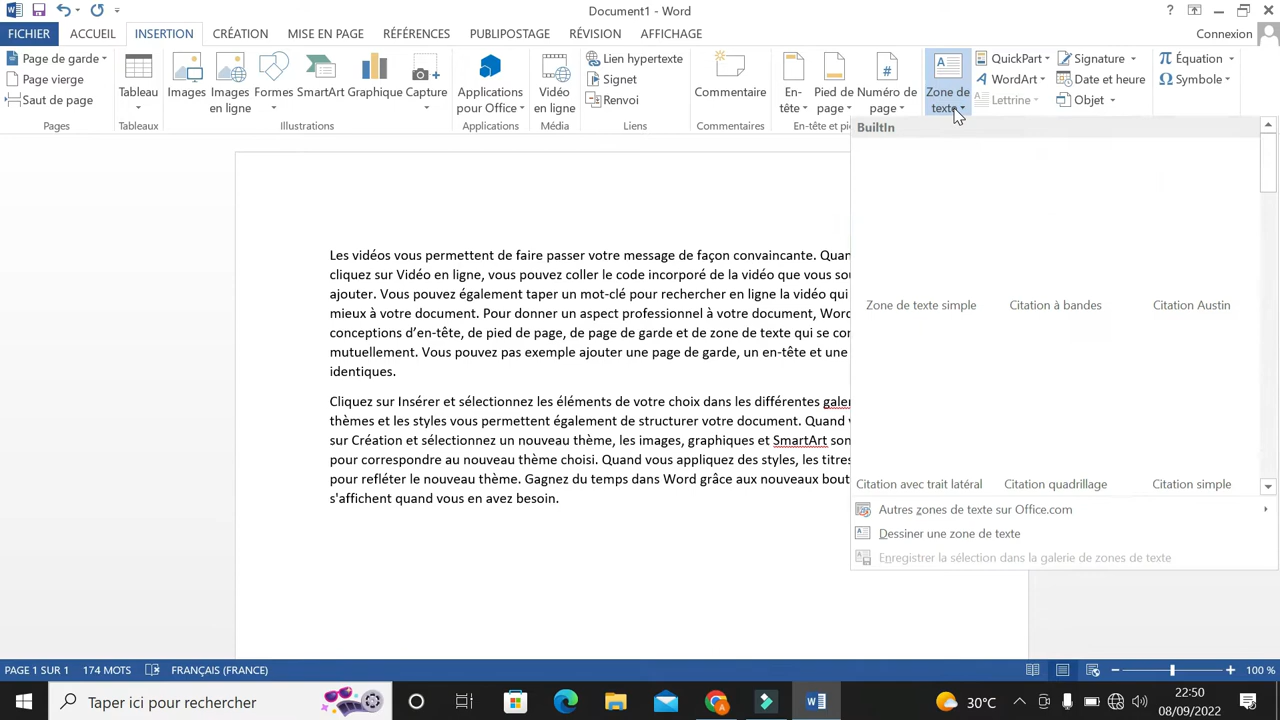 Document1 - Word
?
FICHIER ACCUEIL INSERTION CRÉATION MISE EN PAGE RÉFÉRENCES PUBLIPOSTAGE RÉVISION AFFICHAGE Connexion
Page de garde
Page vierge
Saut de page
Pages
Tableau
Tableaux
Images
Images
en ligne
Formes
SmartArt
Graphique
Capture
Illustrations
Applications
pour Office
Applications
Vidéo
en ligne
Média
Lien hypertexte
Signet
Renvoi
Liens
Commentaire
Commentaires
En-
tête
Pied de
page
Numéro de
page
En-tête et pie
Zone de
texte
QuickPart
WordArt
Lettrine
Signature
Date et heure
Objet
Équation
Symbole
BuiltIn
Zone de texte simple Citation à bandes Citation Austin
Citation avec trait latéral Citation quadrillage Citation simple
Autres zones de texte sur Office.com
Dessiner une zone de texte
Enregistrer la sélection dans la galerie de zones de texte
Les vidéos vous permettent de faire passer votre message de façon convaincante. Quan
cliquez sur Vidéo en ligne, vous pouvez coller le code incorporé de la vidéo que vous sou
ajouter. Vous pouvez également taper un mot-clé pour rechercher en ligne la vidéo qui
mieux à votre document. Pour donner un aspect professionnel à votre document, Word
conceptions d’en-tête, de pied de page, de page de garde et de zone de texte qui se con
mutuellement. Vous pouvez pas exemple ajouter une page de garde, un en-tête et une
identiques.
Cliquez sur Insérer et sélectionnez les éléments de votre choix dans les différentes galer
thèmes et les styles vous permettent également de structurer votre document. Quand v
sur Création et sélectionnez un nouveau thème, les images, graphiques et SmartArt son
pour correspondre au nouveau thème choisi. Quand vous appliquez des styles, les titres
pour refléter le nouveau thème. Gagnez du temps dans Word grâce aux nouveaux bout
s'affichent quand vous en avez besoin.
PAGE 1 SUR 1 174 MOTS FRANÇAIS (FRANCE) 100 %
Taper ici pour rechercher
30°C
22:50
08/09/2022